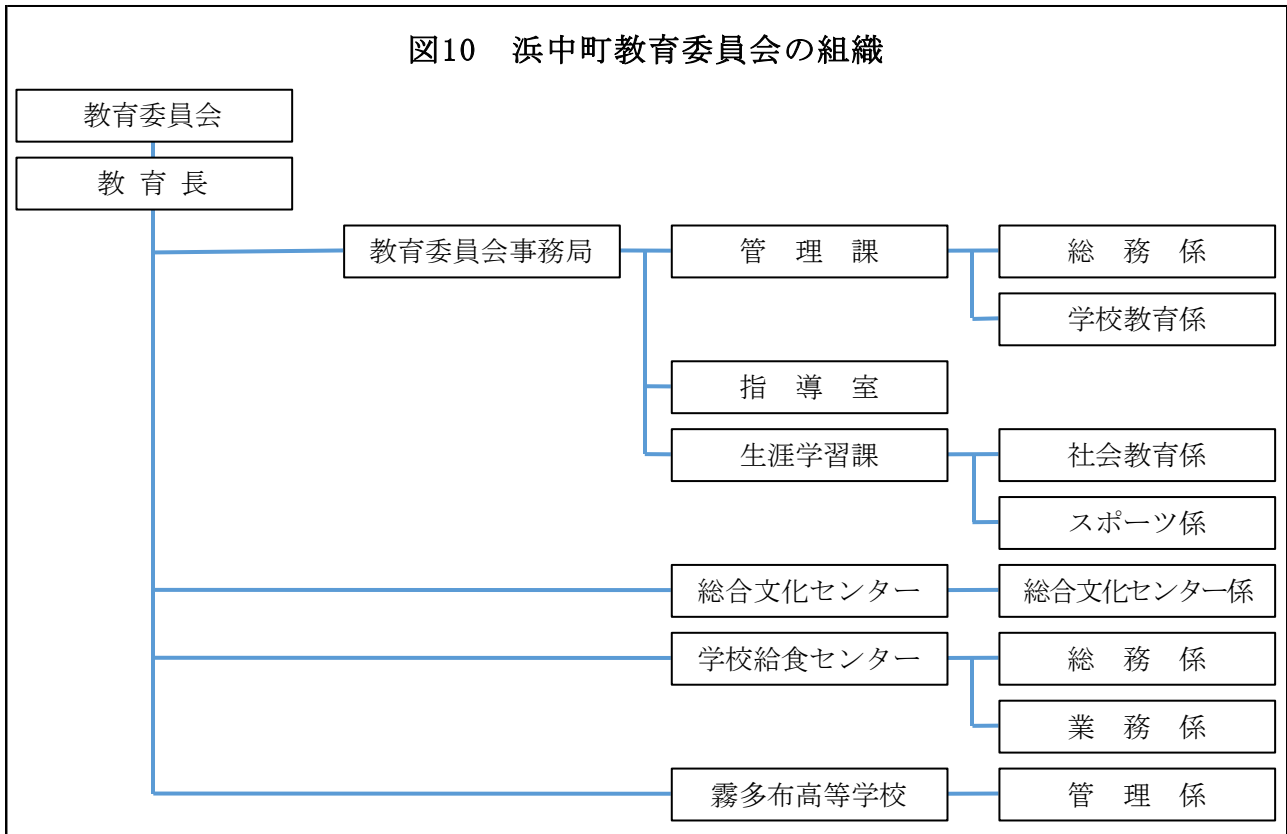 図10　浜中町教育委員会の組織
教育委員会
教 育 長
教育委員会事務局
管　理　課
総　務　係
学校教育係
指　導　室
生涯学習課
社会教育係
スポーツ係
総合文化センター
総合文化センター係
学校給食センター
総　務　係
業　務　係
霧多布高等学校
管　理　係